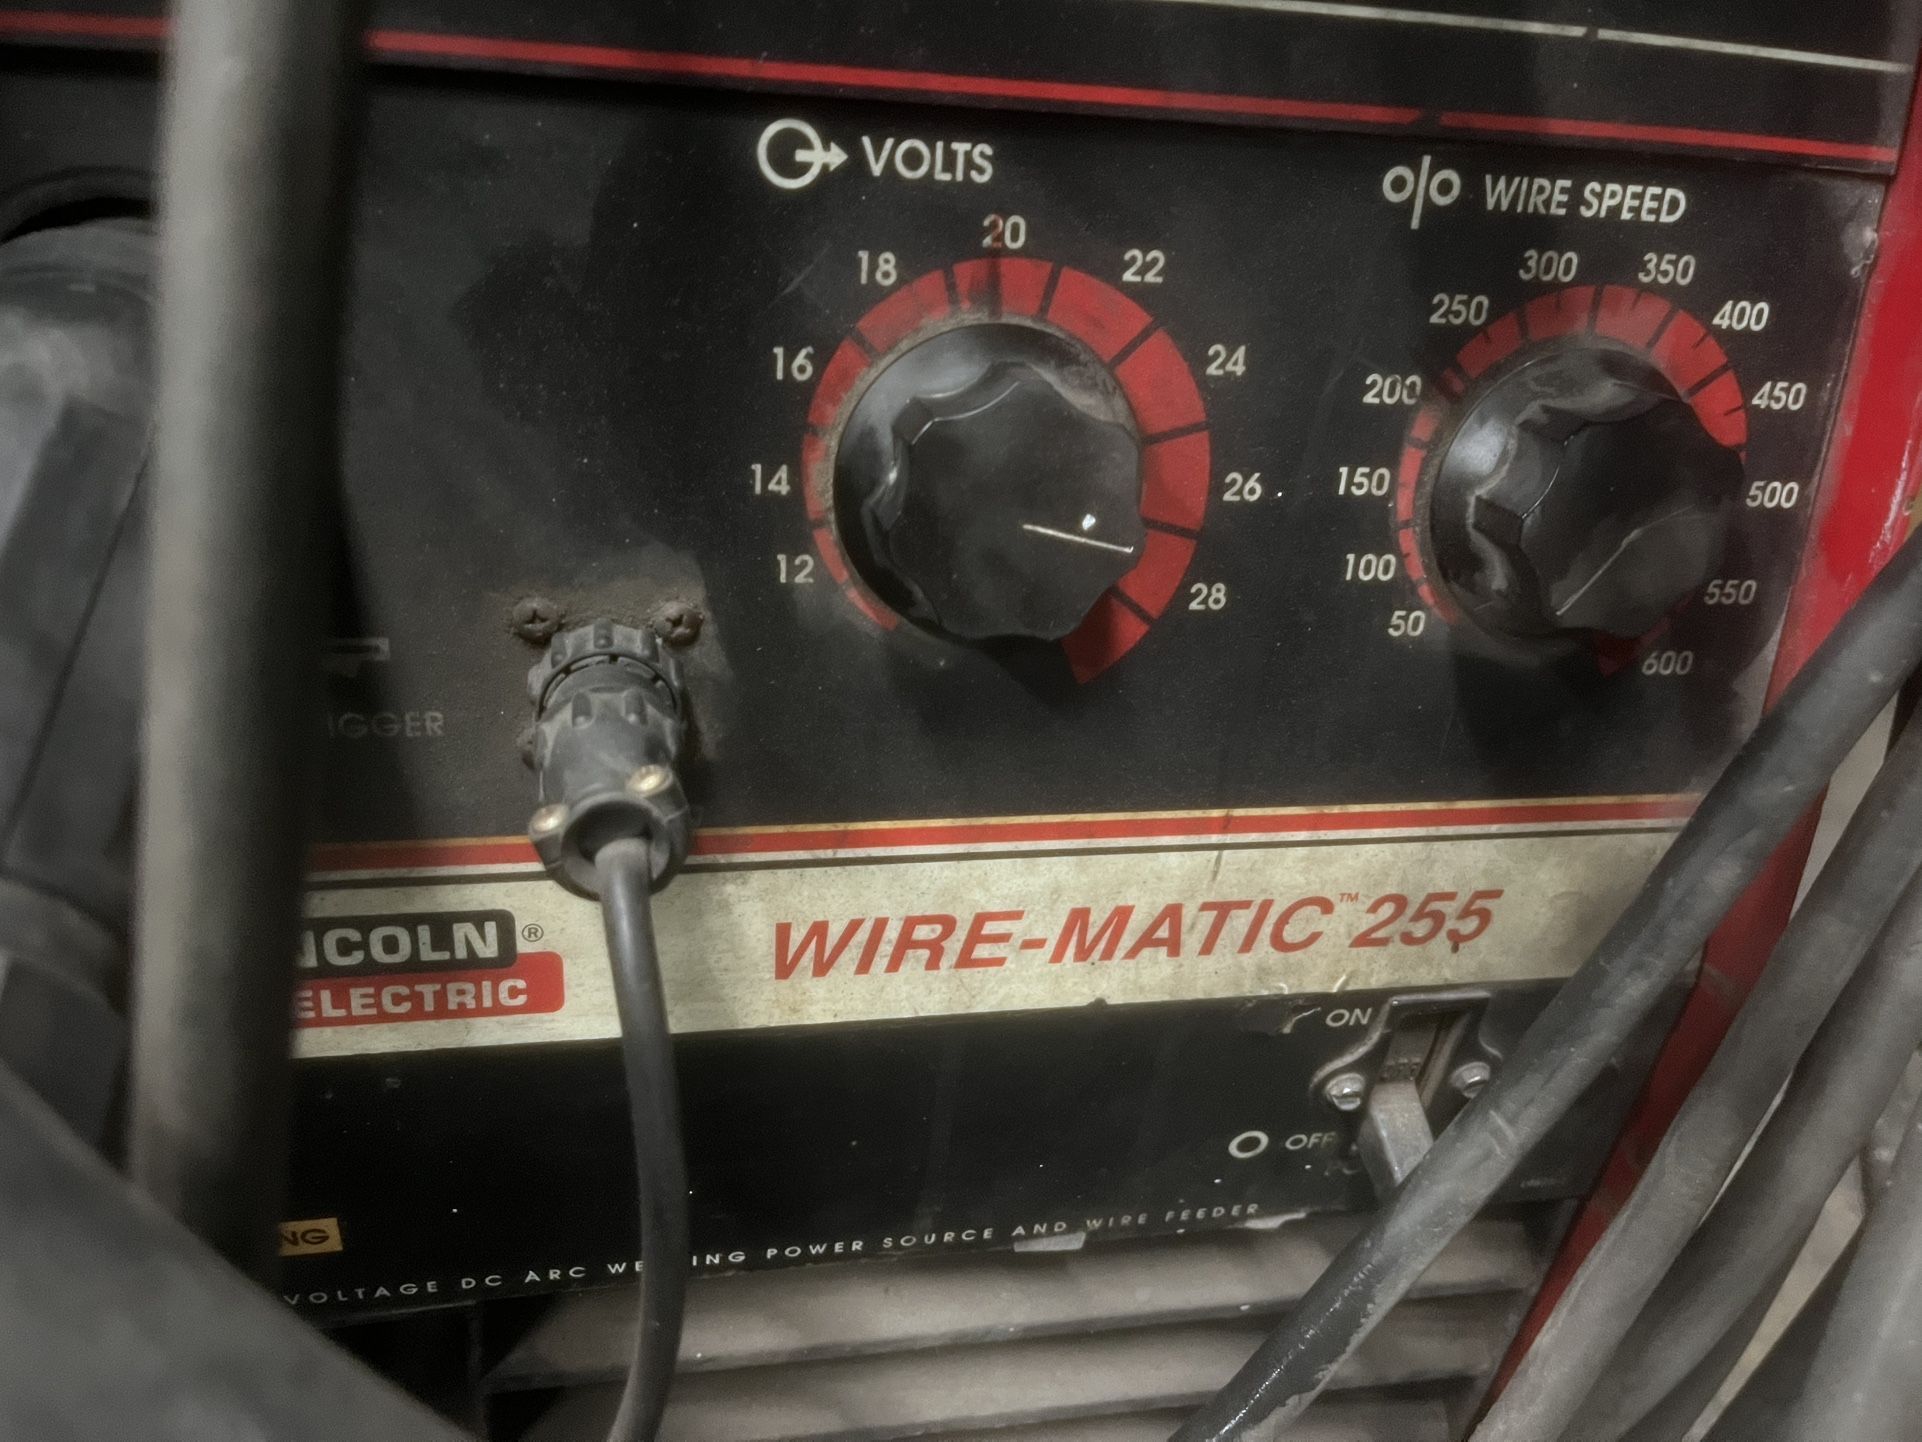 VOLTS
18 20 22
16 24
14 26
12 28
WIRE SPEED
300 350
250 400
200 450
150 500
100 550
50 600
IGGER
NCOLN®
ELECTRIC
WIRE-MATIC™ 255
ON
OFF
NG
VOLTAGE DC ARC WE ING POWER SOURCE AND WIRE FEEDER